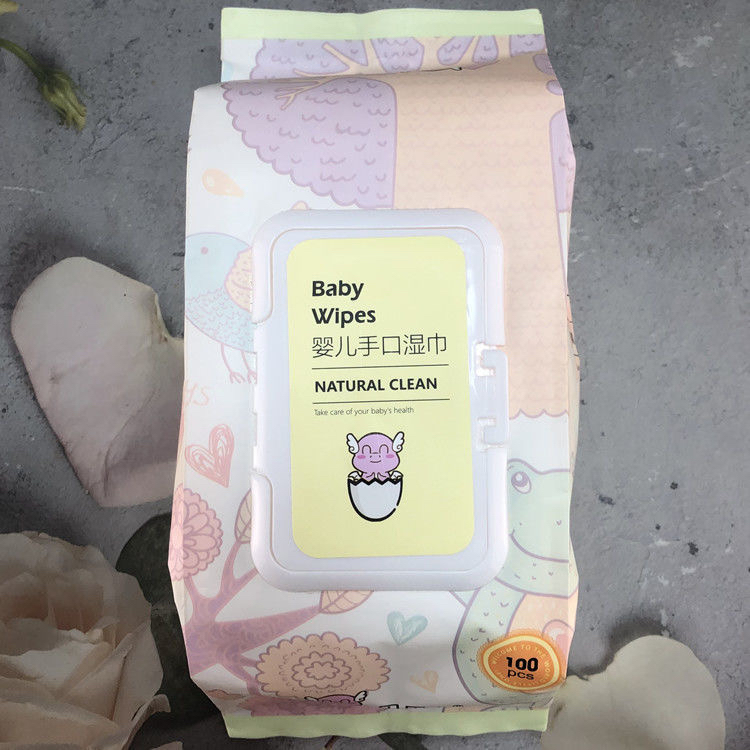 Baby
Wipes
婴儿手口湿巾
NATURAL CLEAN
Take care of your baby's health
100
pcs